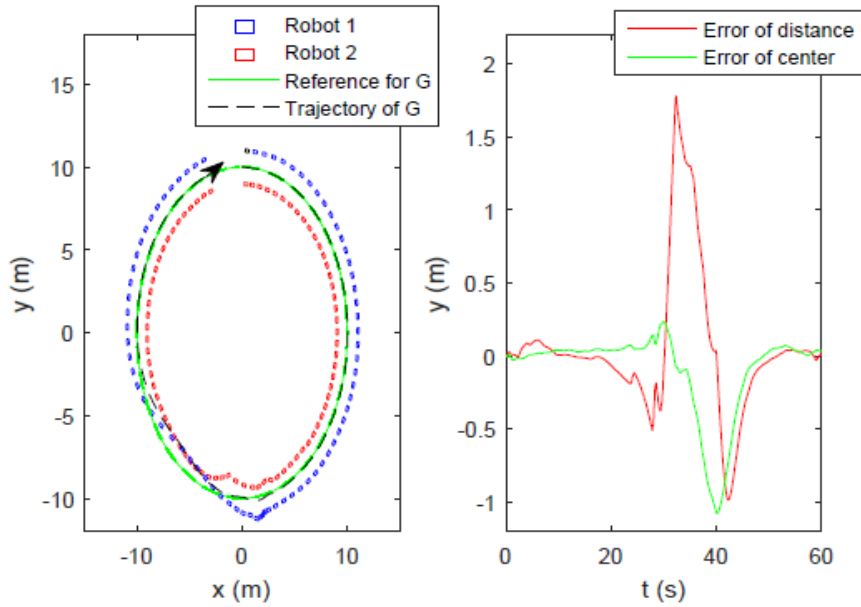 Robot 1
Robot 2
Reference for G
Trajectory of G
15
10
5
0
-5
-10
y (m)
-10
0
10
x (m)
Error of distance
Error of center
2
1.5
1
0.5
0
-0.5
-1
y (m)
0
20
40
60
t (s)